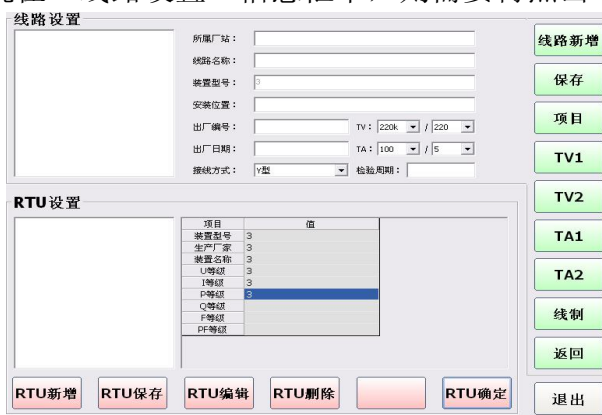 线路设置
所属厂站：
线路名称：
装置型号： 3
安装位置：
出厂编号： TV： 220k / 220
出厂日期： TA： 100 / 5
接线方式： Y型 检验周期：
线路新增
保存
项目
TV1
TV2
TA1
TA2
线制
返回
退出
RTU设置
项目 值
装置型号 3
生产厂家 3
装置名称 3
U等级 3
I等级 3
P等级 3
Q等级
F等级
PF等级
RTU新增 RTU保存 RTU编辑 RTU删除 RTU确定